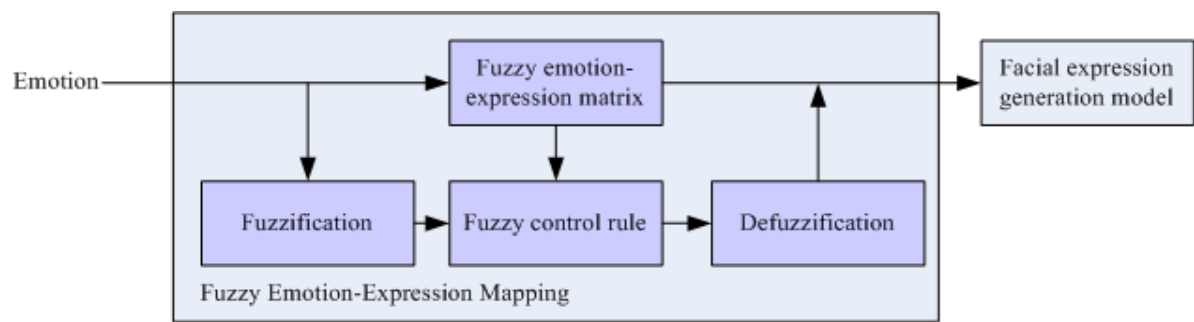 Emotion
Fuzzy emotion-
expression matrix
Facial expression
generation model
Fuzzification
Fuzzy control rule
Defuzzification
Fuzzy Emotion-Expression Mapping